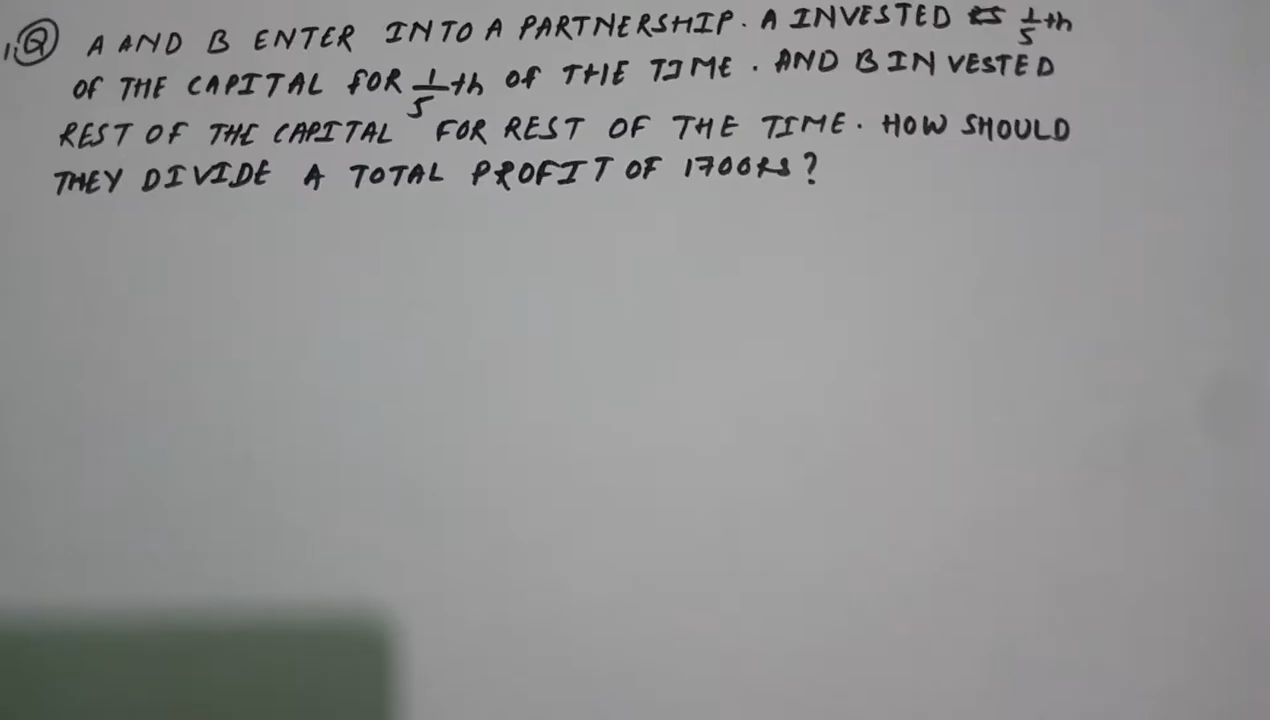 1, Q A AND B ENTER INTO A PARTNERSHIP. A INVESTED 1/5th
OF THE CAPITAL FOR 1/5th OF THE TIME. AND B INVESTED
REST OF THE CAPITAL FOR REST OF THE TIME. HOW SHOULD
THEY DIVIDE A TOTAL PROFIT OF 1700RS?